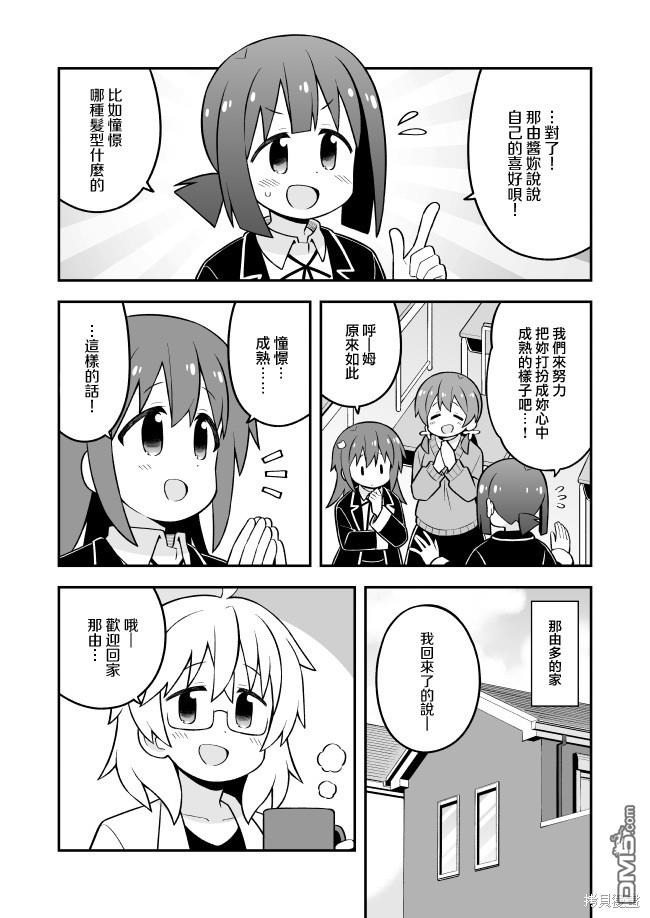 …對了！
那由醬妳說說
自己的喜好唄！
比如憧憬
哪種髮型什麼的
我們來努力
把妳打扮成妳心中
成熟的樣子吧…！
呼—姆
原來如此
憧憬
成熟……
…這樣的話！
那由多的家
我回來了的說—
哦—
歡迎回家
那由…
DM5.com
拷貝漫畫